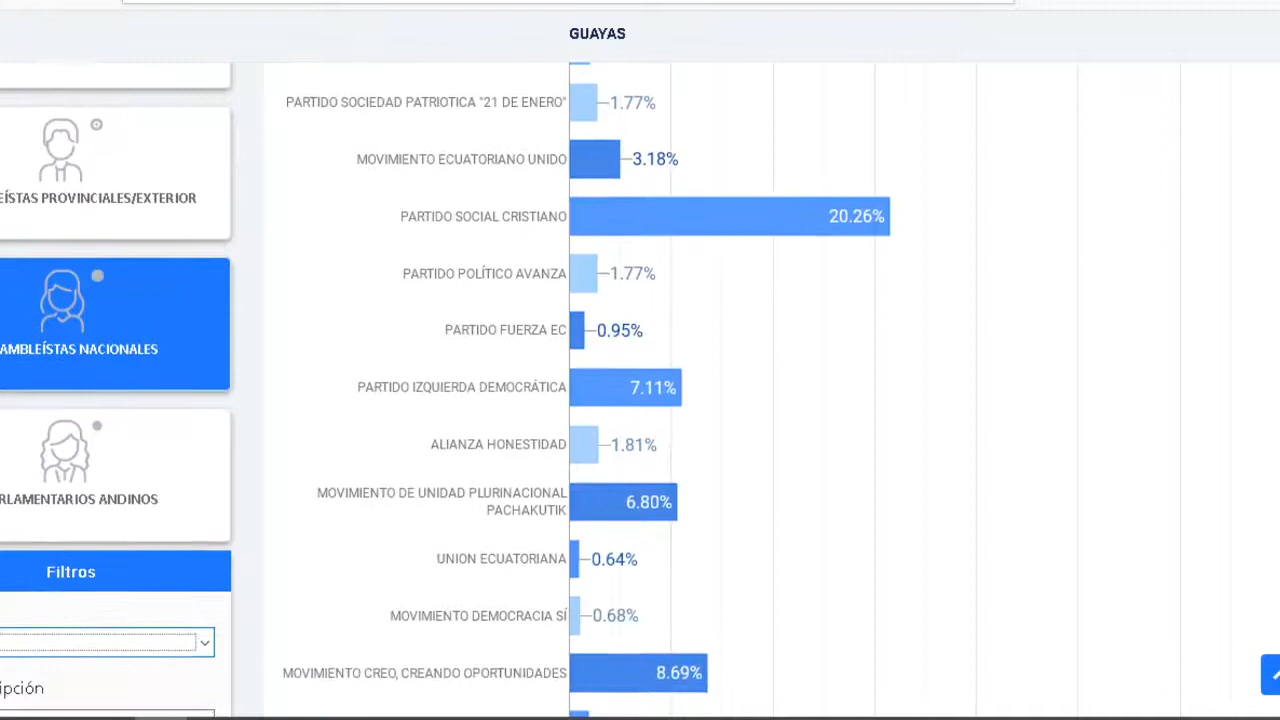 GUAYAS
PARTIDO SOCIEDAD PATRIOTICA "21 DE ENERO"
1.77%
MOVIMIENTO ECUATORIANO UNIDO
3.18%
PARTIDO SOCIAL CRISTIANO
20.26%
PARTIDO POLÍTICO AVANZA
1.77%
PARTIDO FUERZA EC
0.95%
PARTIDO IZQUIERDA DEMOCRÁTICA
7.11%
ALIANZA HONESTIDAD
1.81%
MOVIMIENTO DE UNIDAD PLURINACIONAL
PACHAKUTIK
6.80%
UNION ECUATORIANA
0.64%
MOVIMIENTO DEMOCRACIA SÍ
0.68%
MOVIMIENTO CREO, CREANDO OPORTUNIDADES
8.69%
EÍSTAS PROVINCIALES/EXTERIOR
AMBLEÍSTAS NACIONALES
RLAMENTARIOS ANDINOS
Filtros
ipción